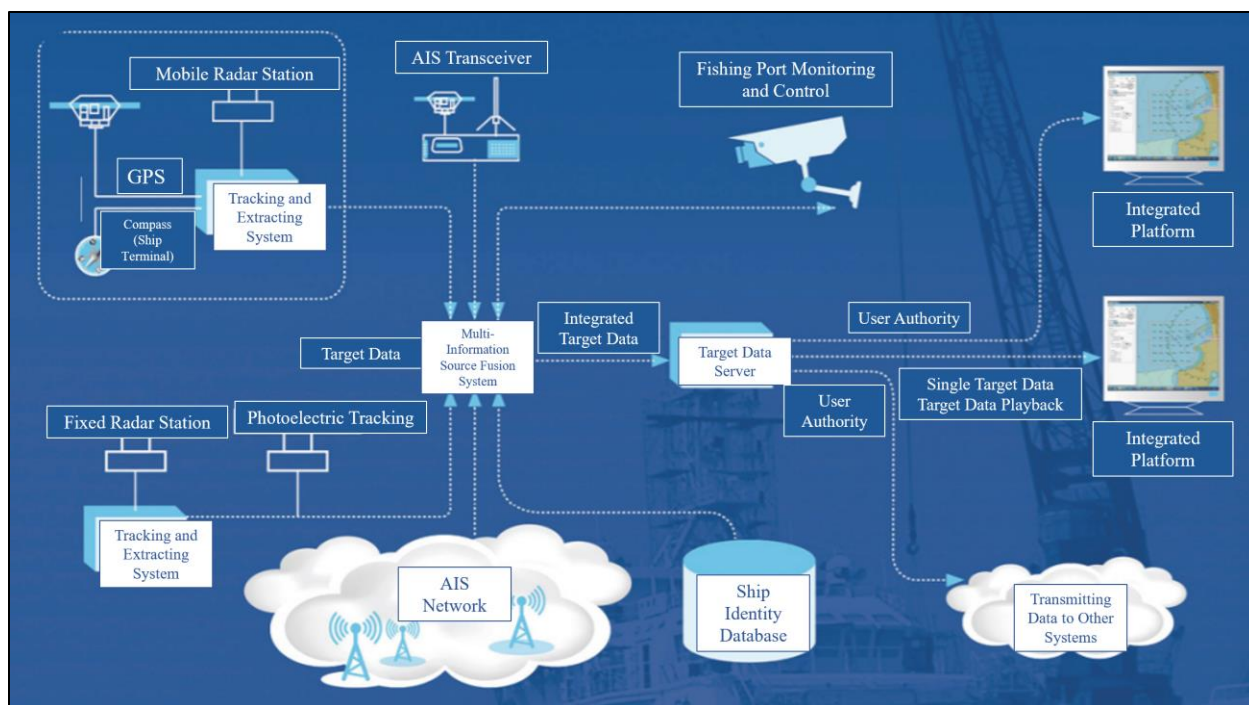 Mobile Radar Station
AIS Transceiver
Fishing Port Monitoring
and Control
GPS
Tracking and
Extracting
System
Compass
(Ship
Terminal)
Integrated
Platform
Target Data
Multi-
Information
Source Fusion
System
Integrated
Target Data
Target Data
Server
User Authority
User
Authority
Single Target Data
Target Data Playback
Integrated
Platform
Fixed Radar Station
Photoelectric Tracking
Tracking and
Extracting
System
AIS
Network
Ship
Identity
Database
Transmitting
Data to Other
Systems